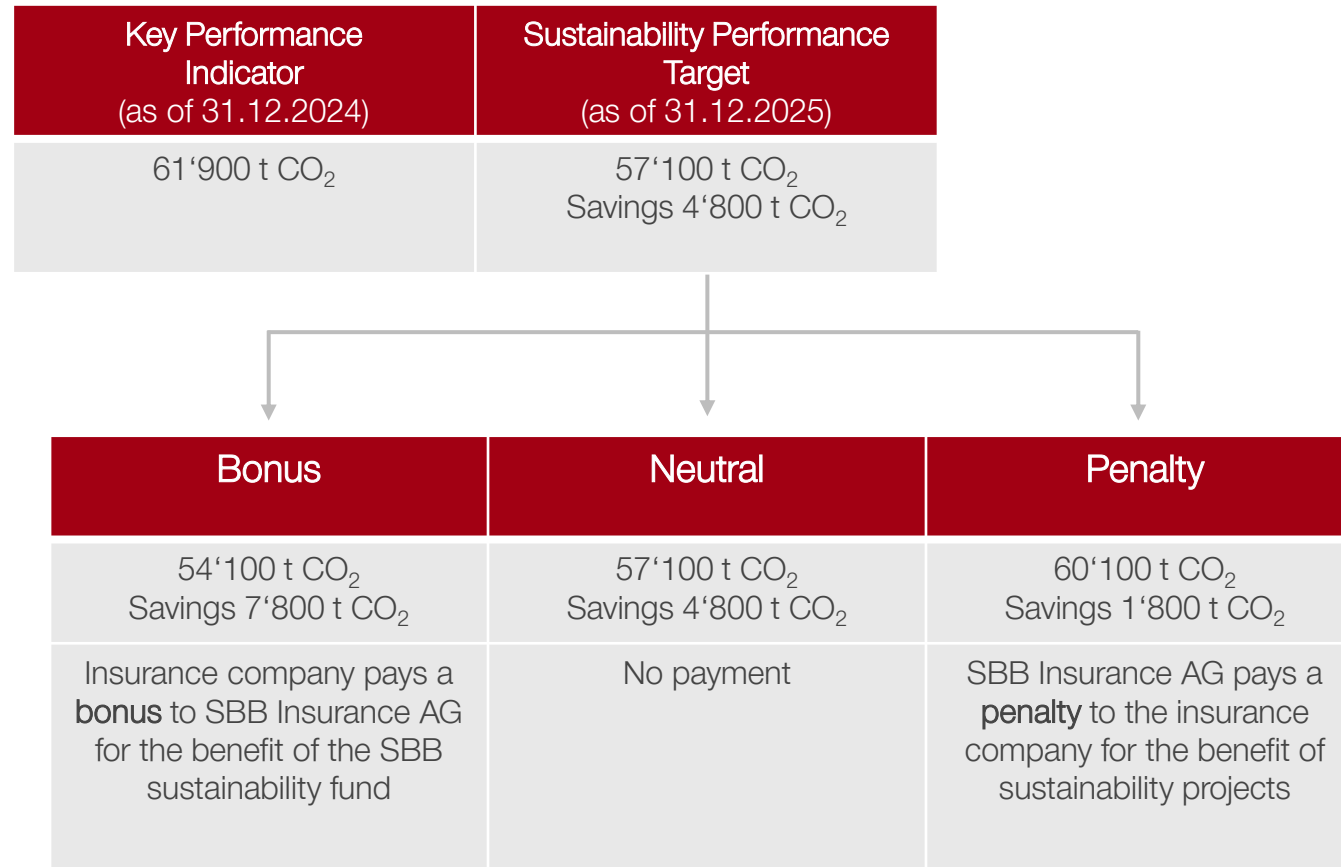 Key Performance
Indicator
(as of 31.12.2024)
Sustainability Performance
Target
(as of 31.12.2025)
61‘900 t CO₂
57‘100 t CO₂
Savings 4‘800 t CO₂
Bonus
Neutral
Penalty
54‘100 t CO₂
Savings 7‘800 t CO₂
57‘100 t CO₂
Savings 4‘800 t CO₂
60‘100 t CO₂
Savings 1‘800 t CO₂
Insurance company pays a
bonus to SBB Insurance AG
for the benefit of the SBB
sustainability fund
No payment
SBB Insurance AG pays a
penalty to the insurance
company for the benefit of
sustainability projects